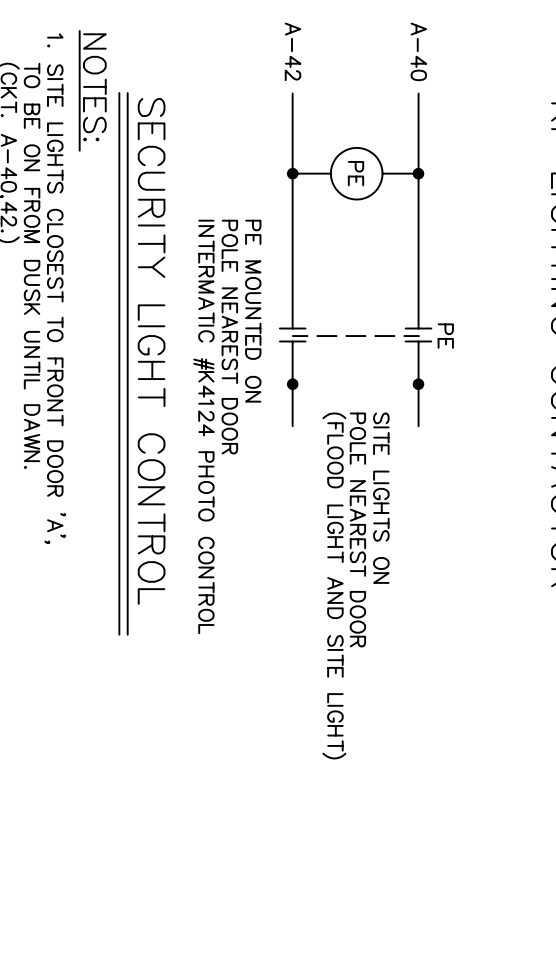 LIGHTING CONTACTOR
A-40
PE
PE
A-42
SITE LIGHTS ON
POLE NEAREST DOOR
(FLOOD LIGHT AND SITE LIGHT)
PE MOUNTED ON
POLE NEAREST DOOR
INTERMATIC #K4124 PHOTO CONTROL
SECURITY LIGHT CONTROL
NOTES:
1. SITE LIGHTS CLOSEST TO FRONT DOOR 'A',
TO BE ON FROM DUSK UNTIL DAWN.
(CKT. A-40,42.)